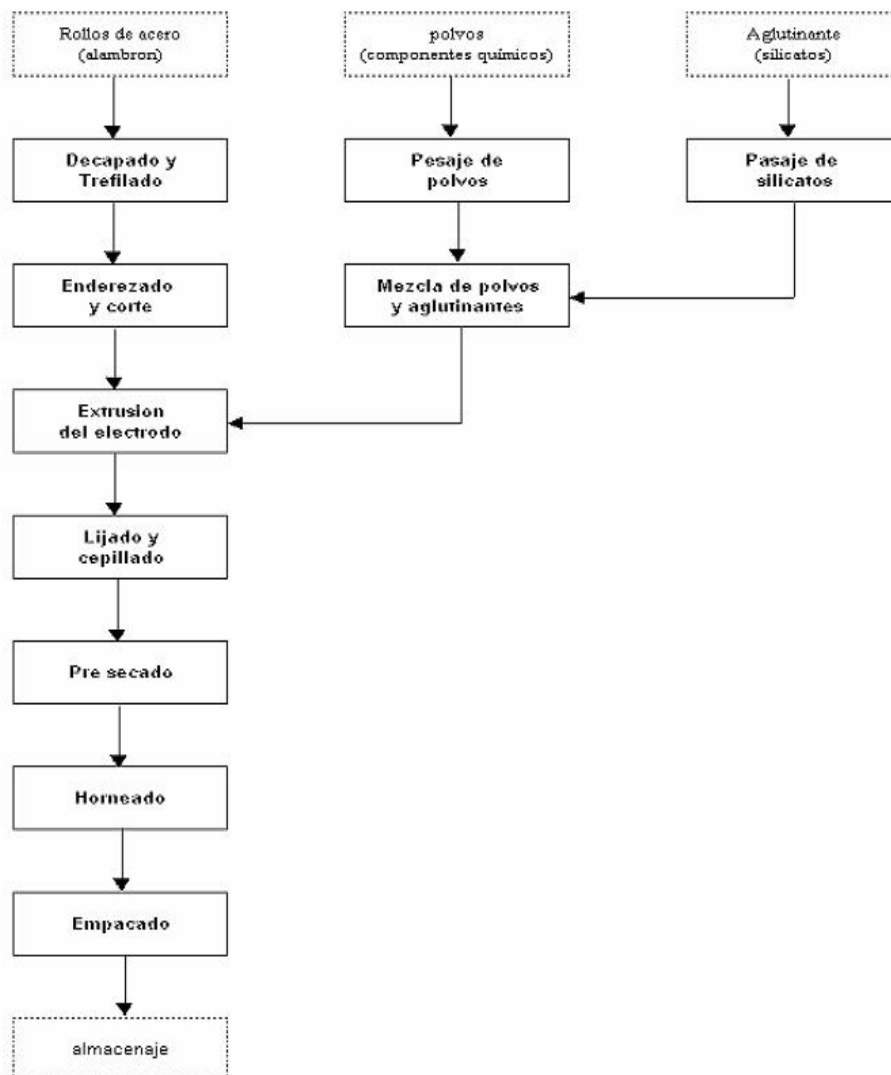 Rollos de acero
(alambron)
polvos
(componentes químicos)
Aglutinante
(silicatos)
Decapado y
Trefilado
Pesaje de
polvos
Pasaje de
silicatos
Enderezado
y corte
Mezcla de polvos
y aglutinantes
Extrusion
del electrodo
Lijado y
cepillado
Pre secado
Horneado
Empacado
almacenaje